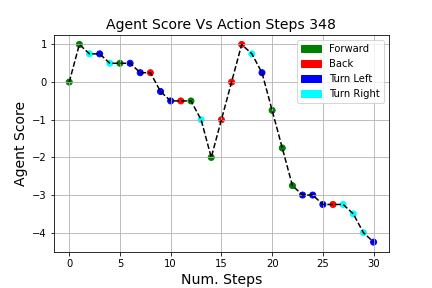 Agent Score Vs Action Steps 348
Agent Score
1
0
−1
−2
−3
−4
Forward
Back
Turn Left
Turn Right
0 5 10 15 20 25 30
Num. Steps